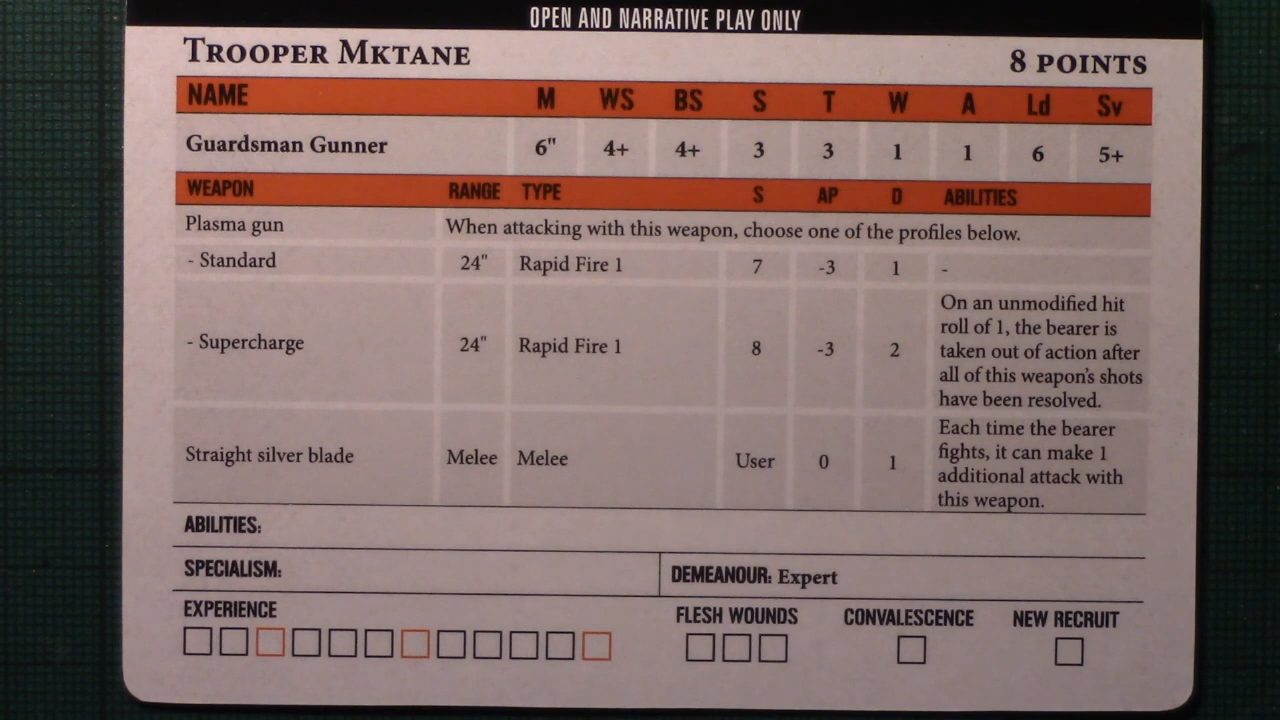 OPEN AND NARRATIVE PLAY ONLY
TROOPER MKTANE 8 POINTS
NAME M WS BS S T W A Ld Sv
Guardsman Gunner 6" 4+ 4+ 3 3 1 1 6 5+
WEAPON RANGE TYPE S AP D ABILITIES
Plasma gun When attacking with this weapon, choose one of the profiles below.
- Standard 24" Rapid Fire 1 7 -3 1 -
- Supercharge 24" Rapid Fire 1 8 -3 2
On an unmodified hit
roll of 1, the bearer is
taken out of action after
all of this weapon's shots
have been resolved.
Straight silver blade Melee Melee User 0 1
Each time the bearer
fights, it can make 1
additional attack with
this weapon.
ABILITIES:
SPECIALISM: DEMEANOUR: Expert
EXPERIENCE FLESH WOUNDS CONVALESCENCE NEW RECRUIT